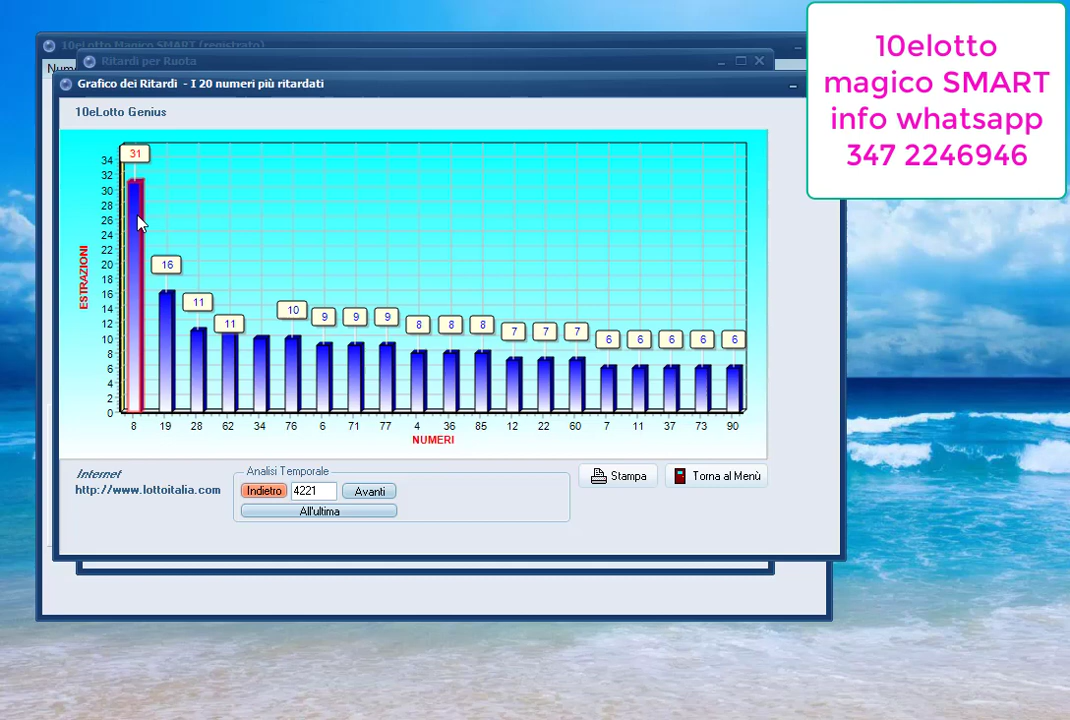 10elotto
magico SMART
info whatsapp
347 2246946
10eLotto Magico SMART (registrato)
Ritardi per Ruota
Grafico dei Ritardi - I 20 numeri più ritardati
10eLotto Genius
ESTRAZIONI
34
32
30
28
26
24
22
20
18
16
14
12
10
8
6
4
2
0
31
16
11
11
10
9
9
9
8
8
8
7
7
7
6
6
6
6
6
8 19 28 62 34 76 6 71 77 4 36 85 12 22 60 7 11 37 73 90
NUMERI
Internet
http://www.lottoitalia.com
Analisi Temporale
Indietro 4221 Avanti
All'ultima
Stampa
Torna al Menù